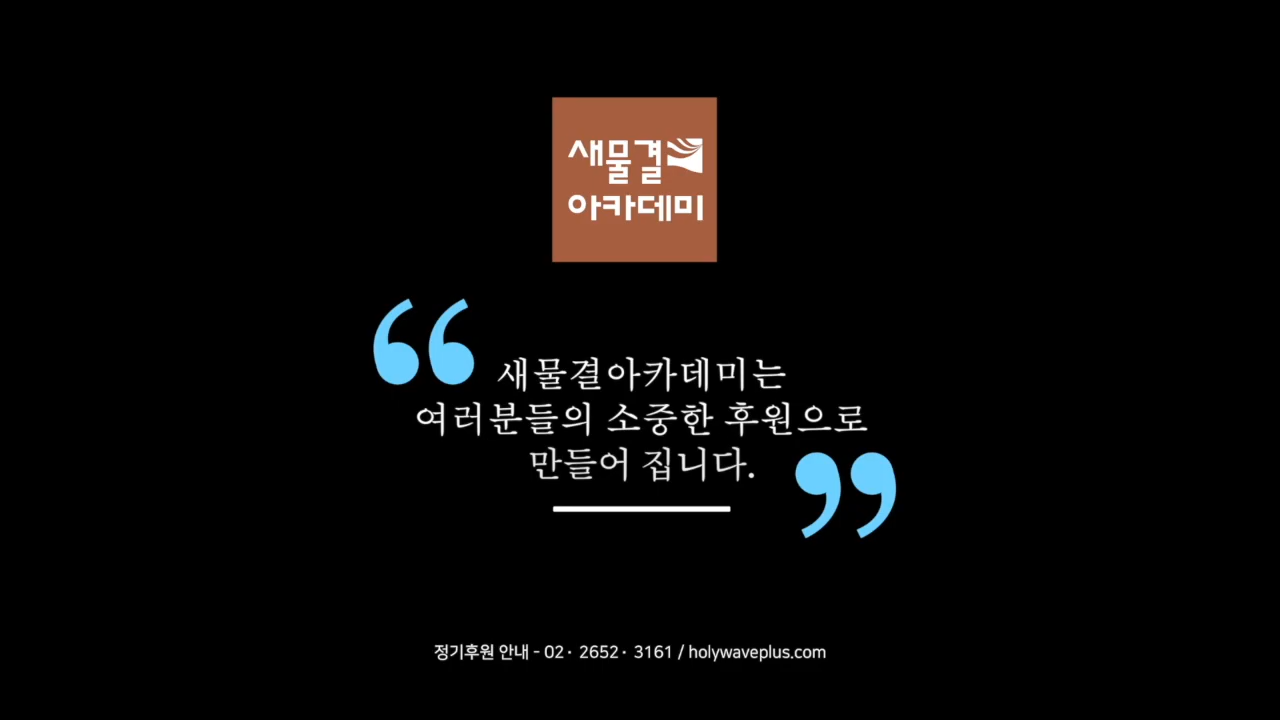 새물결
아카데미
새물결아카데미는
여러분들의 소중한 후원으로
만들어 집니다.
정기후원 안내 - 02· 2652· 3161 / holywaveplus.com